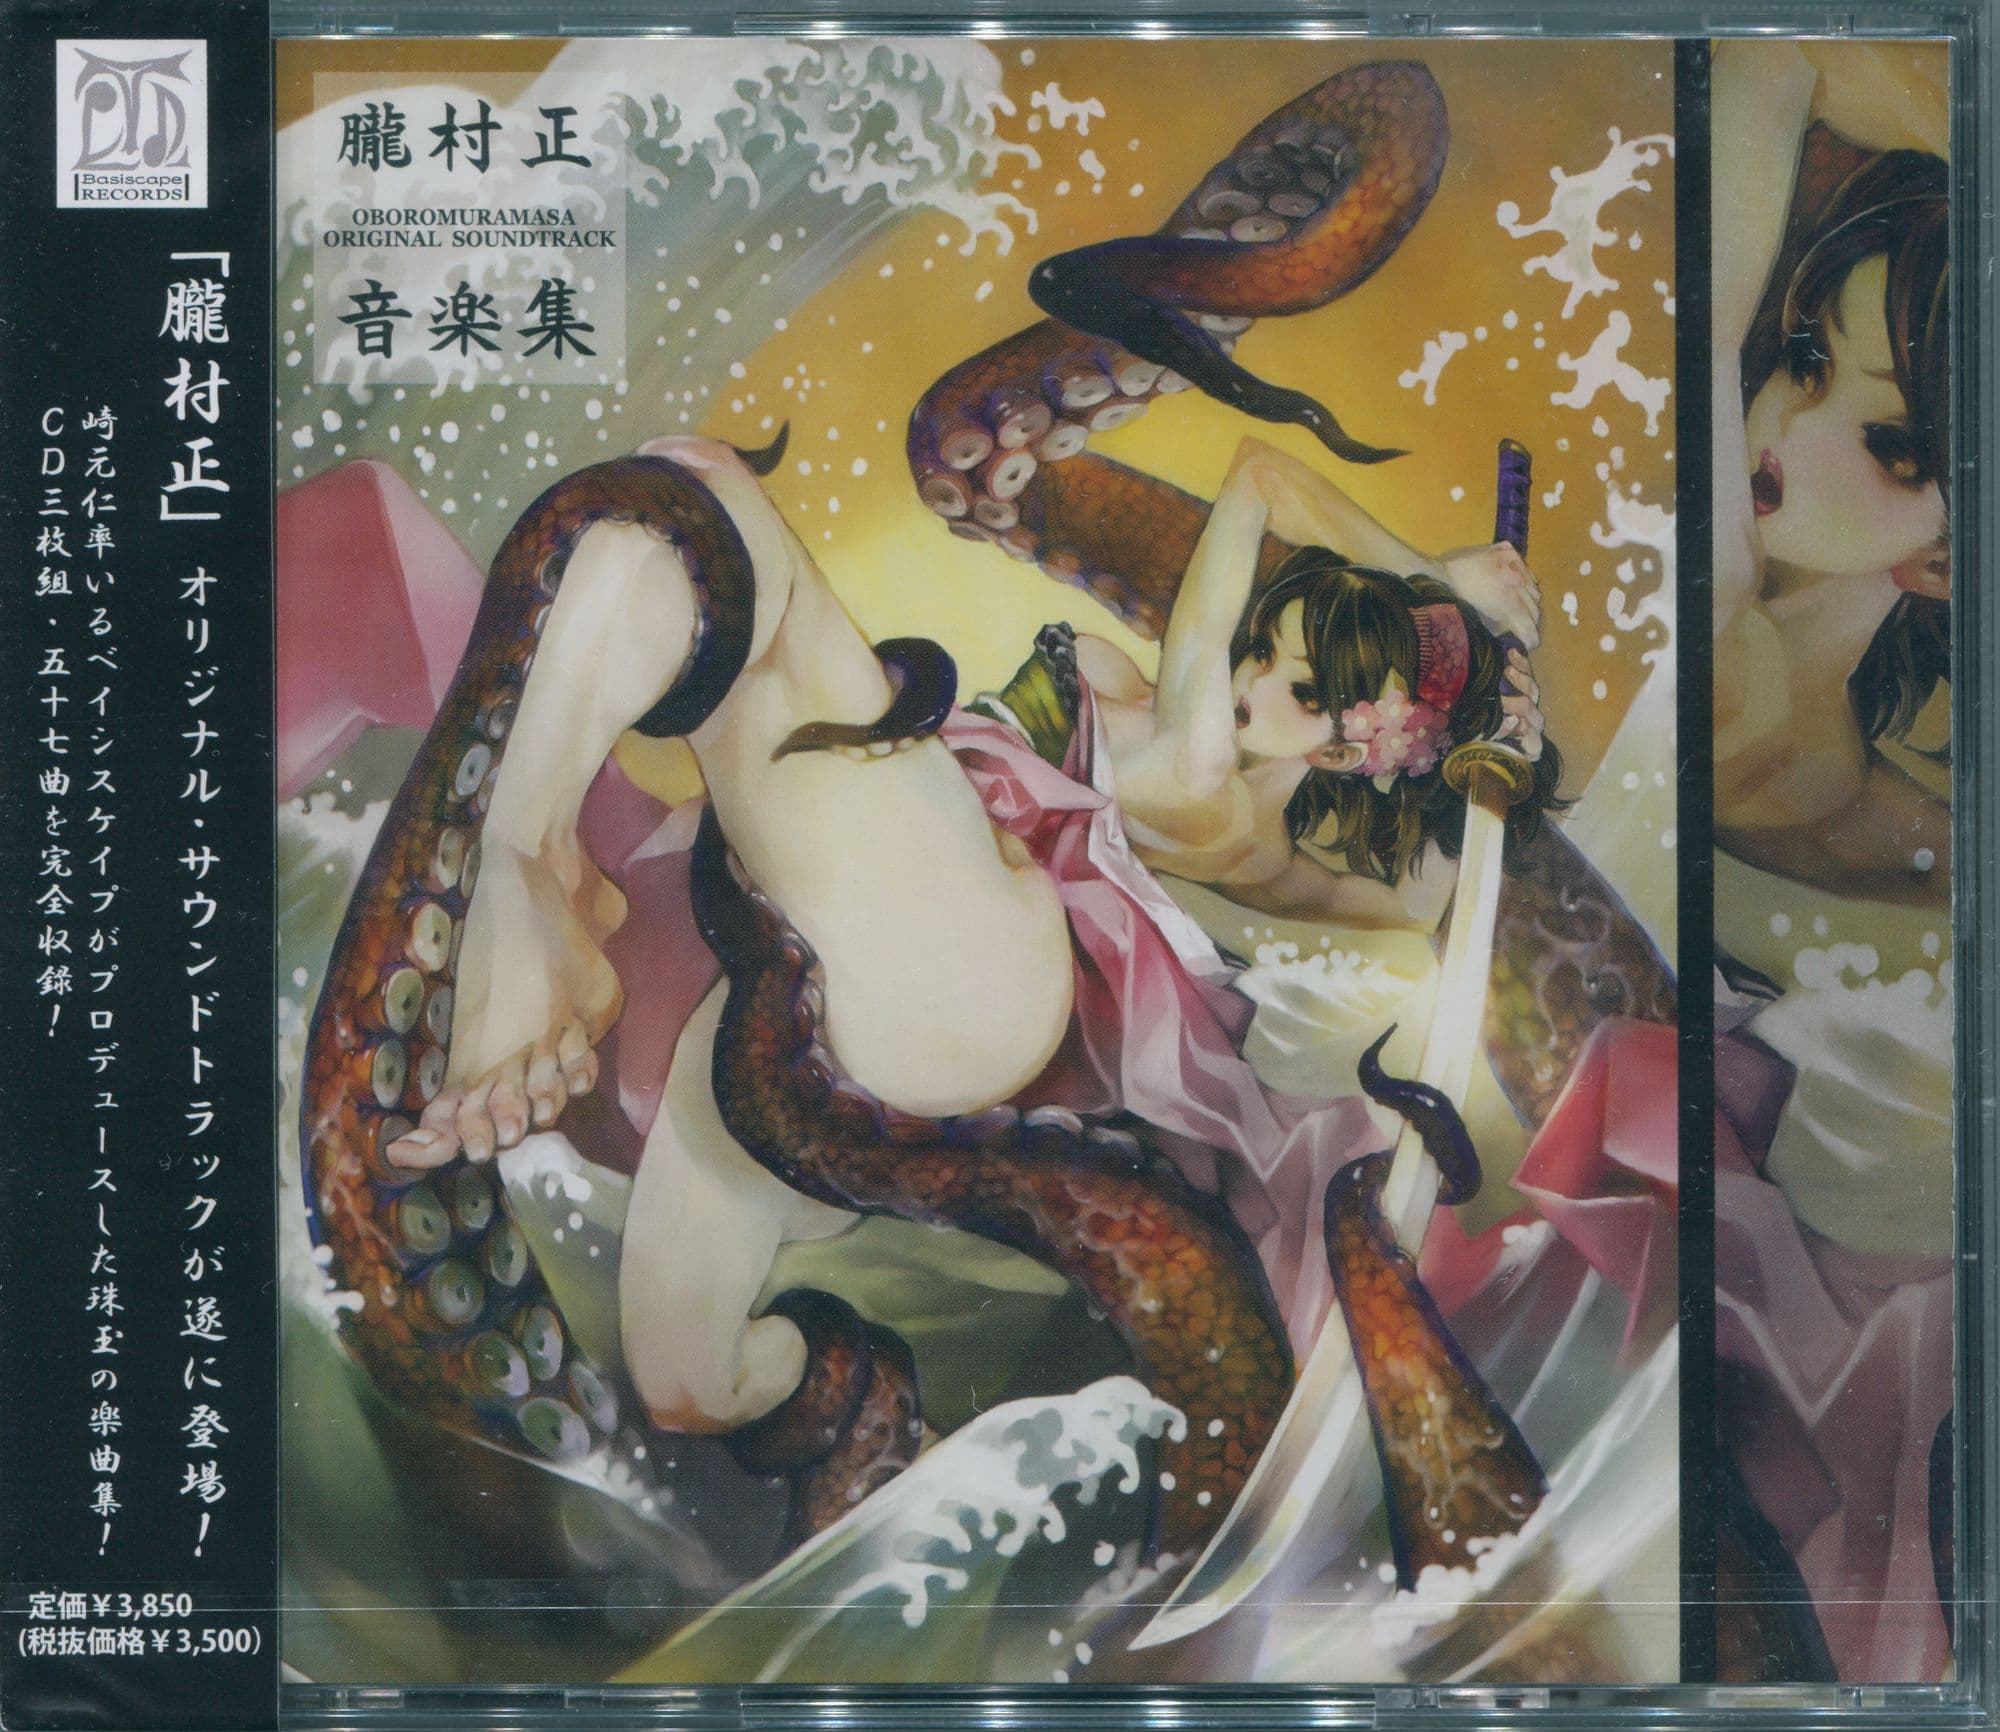 Basiscape
RECORDS
「朧村正」オリジナル・サウンドトラックが遂に登場！
崎元仁率いるベイシスケイプがプロデュースした珠玉の楽曲集！
CD三枚組・五十七曲を完全収録！
定価￥3,850
(税抜価格￥3,500)
朧村正
OBOROMURAMASA
ORIGINAL SOUNDTRACK
音楽集